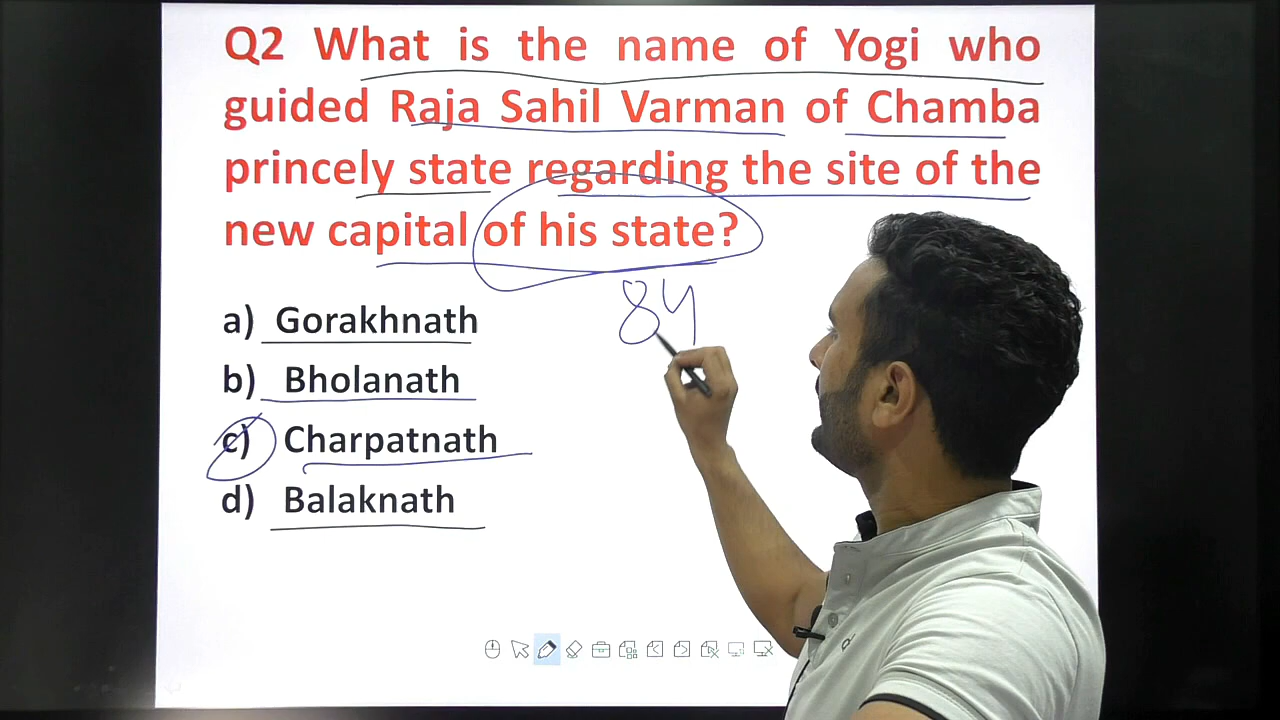 Q2 What is the name of Yogi who
guided Raja Sahil Varman of Chamba
princely state regarding the site of the
new capital of his state?
84
a) Gorakhnath
b) Bholanath
c) Charpatnath
d) Balaknath